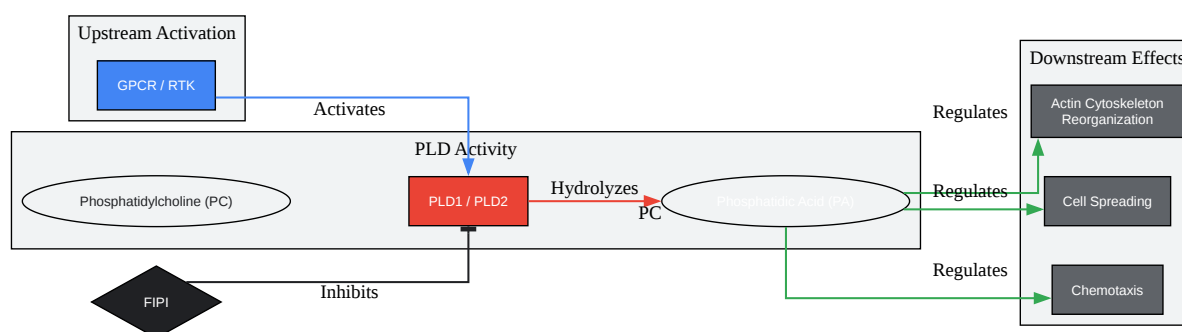 Upstream Activation
GPCR / RTK
Activates
PLD Activity
Phosphatidylcholine (PC)
PLD1 / PLD2
Hydrolyzes
PC
Phosphatidic Acid (PA)
FIPI
Inhibits
Regulates
Regulates
Regulates
Downstream Effects
Actin Cytoskeleton
Reorganization
Cell Spreading
Chemotaxis